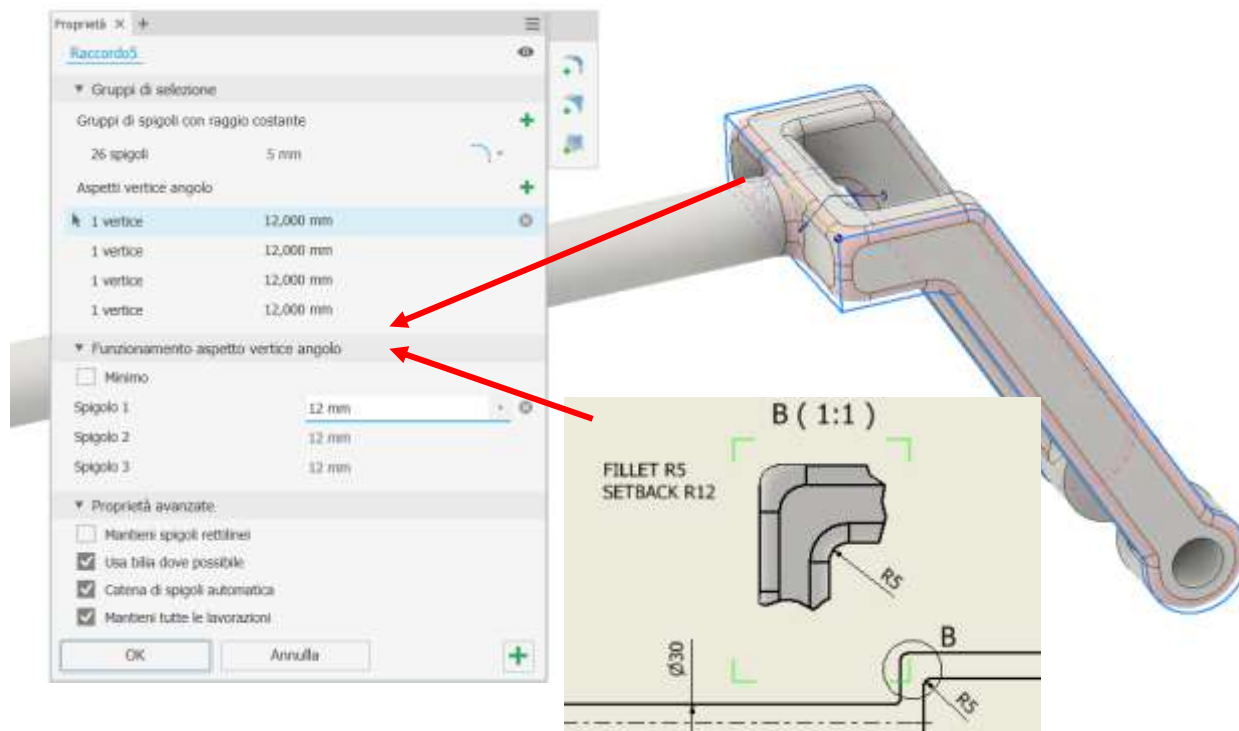 Proprietà × +
Raccordo5
Gruppi di selezione
Gruppi di spigoli con raggio costante
26 spigoli 5 mm
Aspetti vertice angolo
1 vertice 12,000 mm
1 vertice 12,000 mm
1 vertice 12,000 mm
1 vertice 12,000 mm
Funzionamento aspetto vertice angolo
Minimo
Spigolo 1 12 mm
Spigolo 2 12 mm
Spigolo 3 12 mm
Proprietà avanzate
Mantieni spigoli rettilinei
Usa bilia dove possibile
Catena di spigoli automatica
Mantieni tutte le lavorazioni
OK Annulla
5
B ( 1:1 )
FILLET R5
SETBACK R12
R5
B
Ø30
R5